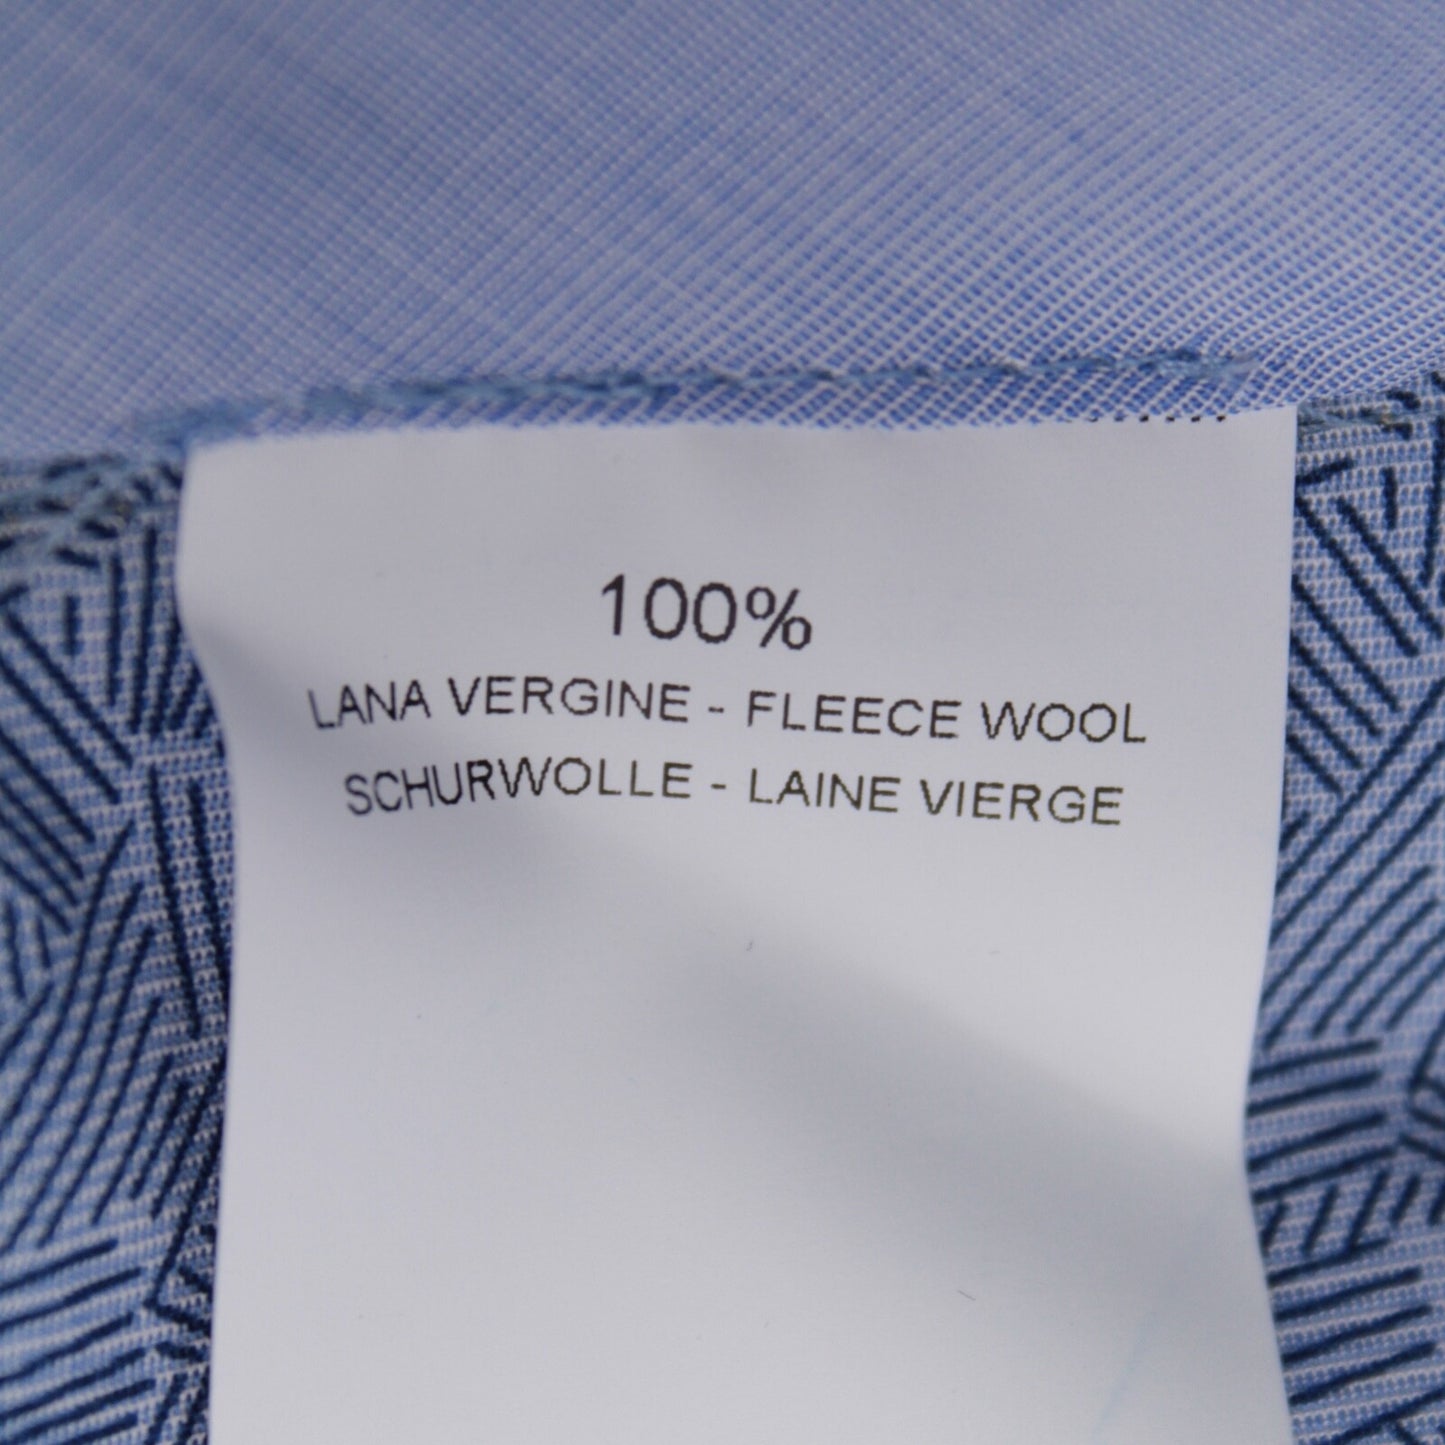 100%
LANA VERGINE - FLEECE WOOL
SCHURWOLLE - LAINE VIERGE